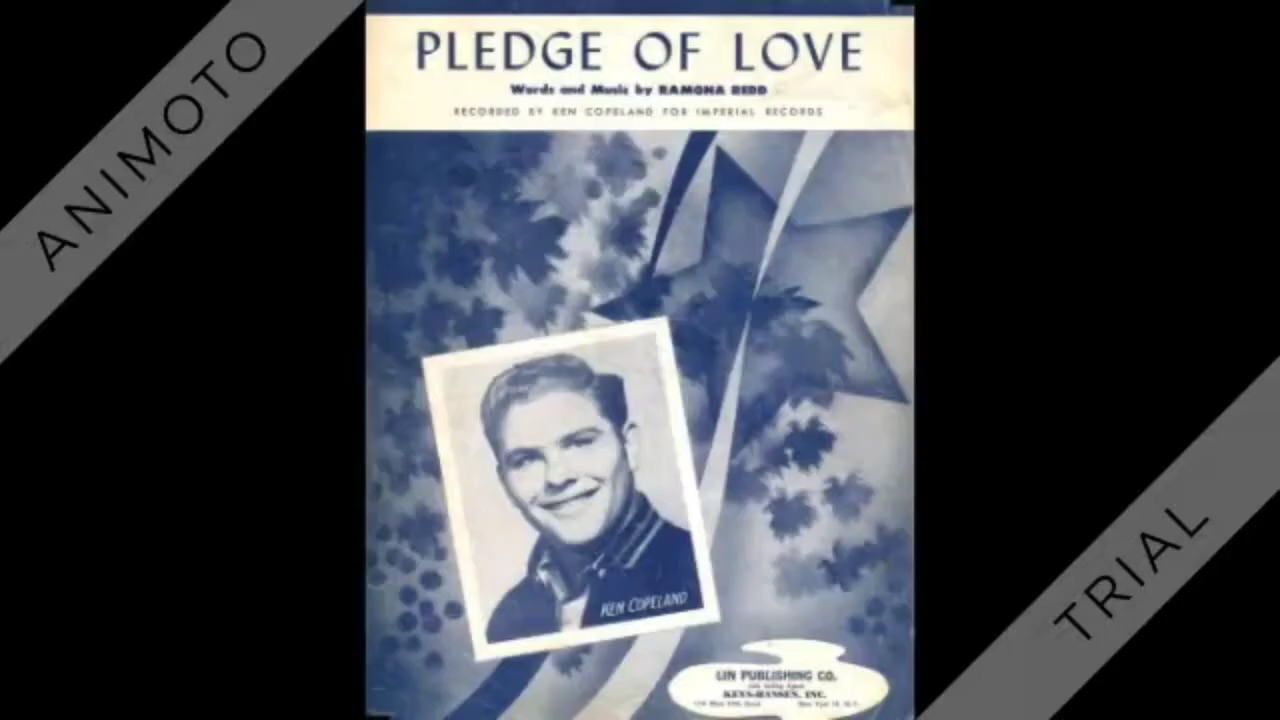 ANIMOTO
PLEDGE OF LOVE
Words and Music by RAMONA REDD
RECORDED BY KEN COPELAND FOR IMPERIAL RECORDS
KEN COPELAND
LIN PUBLISHING CO.
KEYS-HANSEN, INC.
TRIAL